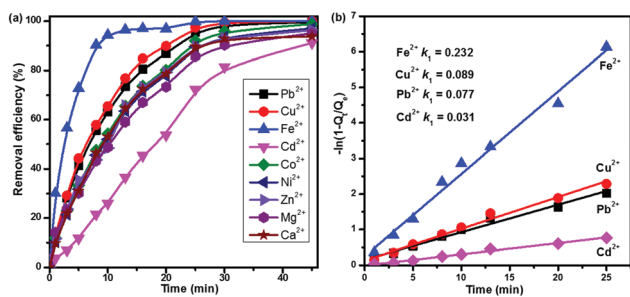 (a)
100
80
60
40
20
0
Removal efficiency (%)
Pb²⁺
Cu²⁺
Fe²⁺
Cd²⁺
Co²⁺
Ni²⁺
Zn²⁺
Mg²⁺
Ca²⁺
0 10 20 30 40
Time (min)
(b)
7
6
5
4
3
2
1
0
-1
-ln(1-Qt/Qe)
Fe²⁺ k₁ = 0.232
Cu²⁺ k₁ = 0.089
Pb²⁺ k₁ = 0.077
Cd²⁺ k₁ = 0.031
Fe²⁺
Cu²⁺
Pb²⁺
Cd²⁺
0 5 10 15 20 25
Time (min)